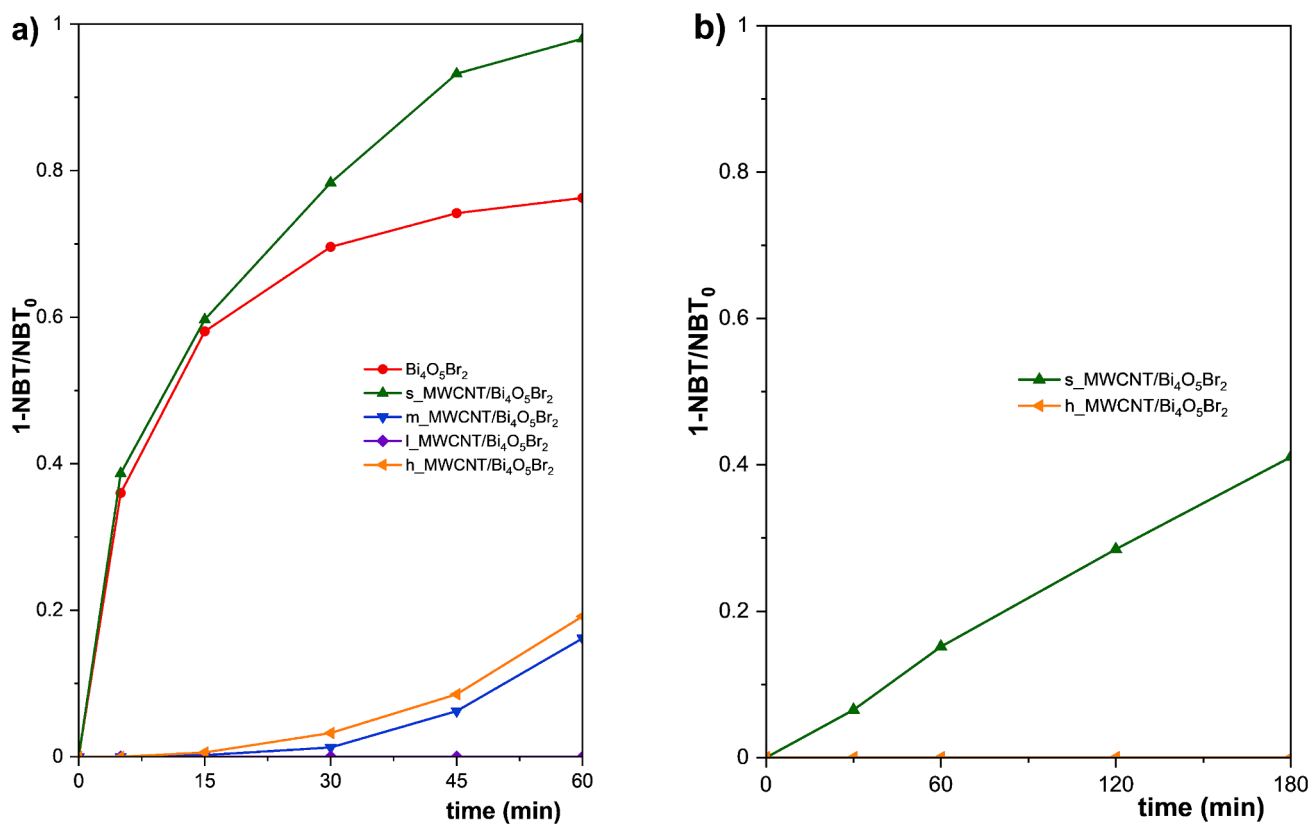 a)
1
0.8
0.6
0.4
0.2
0
1-NBT/NBT₀
Bi₄O₅Br₂
s_MWCNT/Bi₄O₅Br₂
m_MWCNT/Bi₄O₅Br₂
l_MWCNT/Bi₄O₅Br₂
h_MWCNT/Bi₄O₅Br₂
0 15 30 45 60
time (min)
b)
1
0.8
0.6
0.4
0.2
0
1-NBT/NBT₀
s_MWCNT/Bi₄O₅Br₂
h_MWCNT/Bi₄O₅Br₂
0 60 120 180
time (min)